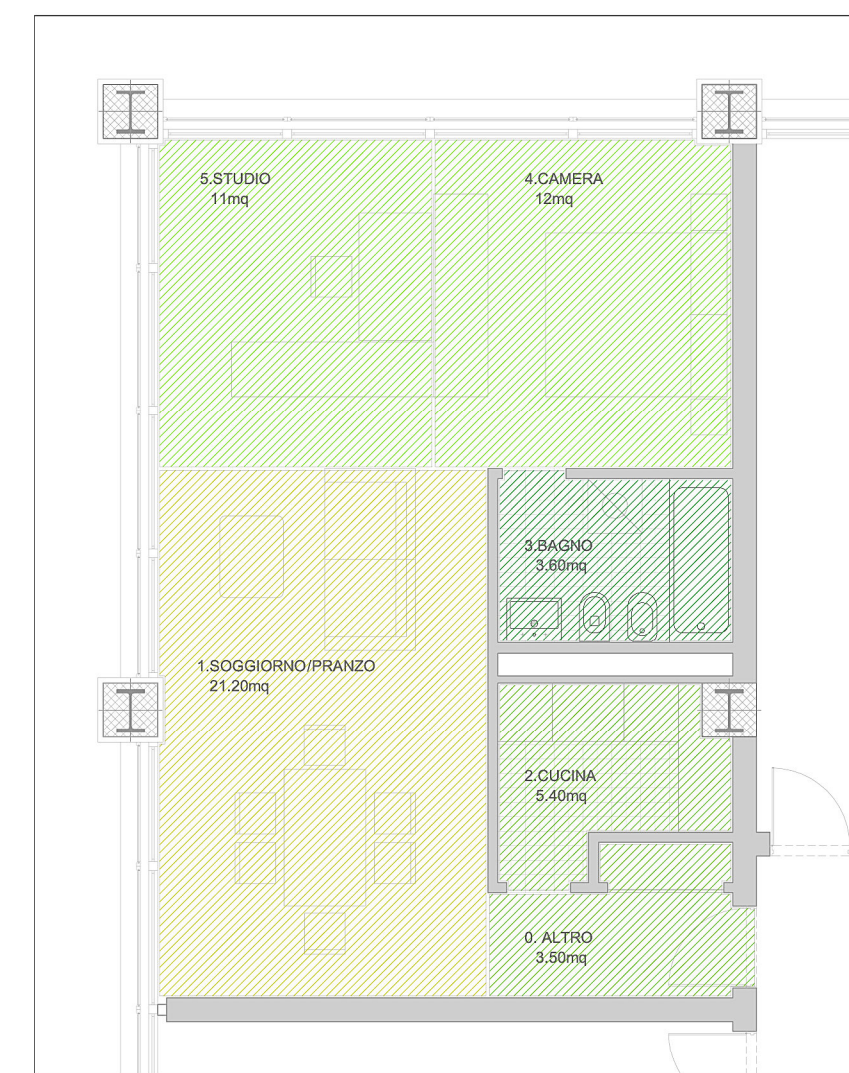 5.STUDIO
11mq
4.CAMERA
12mq
3.BAGNO
3.60mq
1.SOGGIORNO/PRANZO
21.20mq
2.CUCINA
5.40mq
0. ALTRO
3.50mq